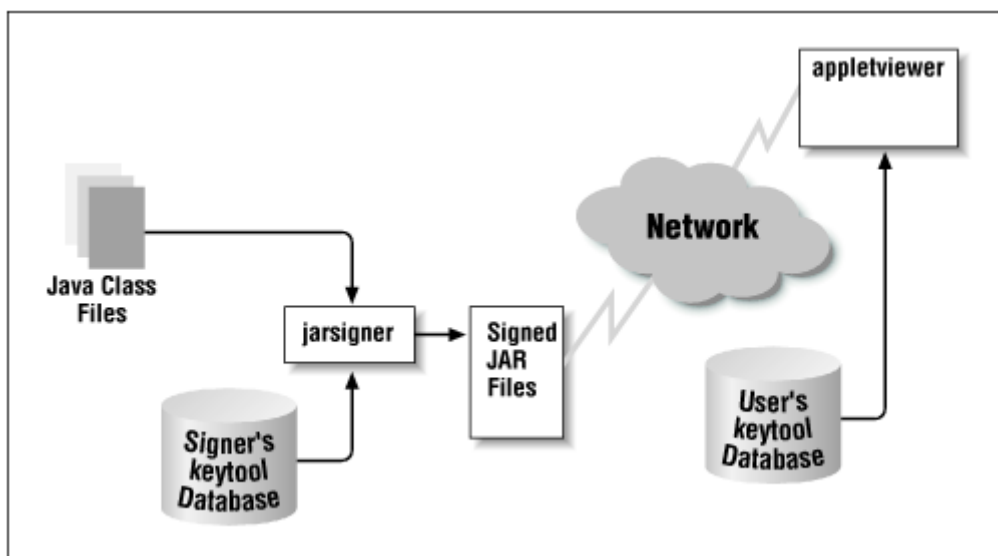 appletviewer
Network
Java Class
Files
jarsigner
Signed
JAR
Files
Signer's
keytool
Database
User's
keytool
Database